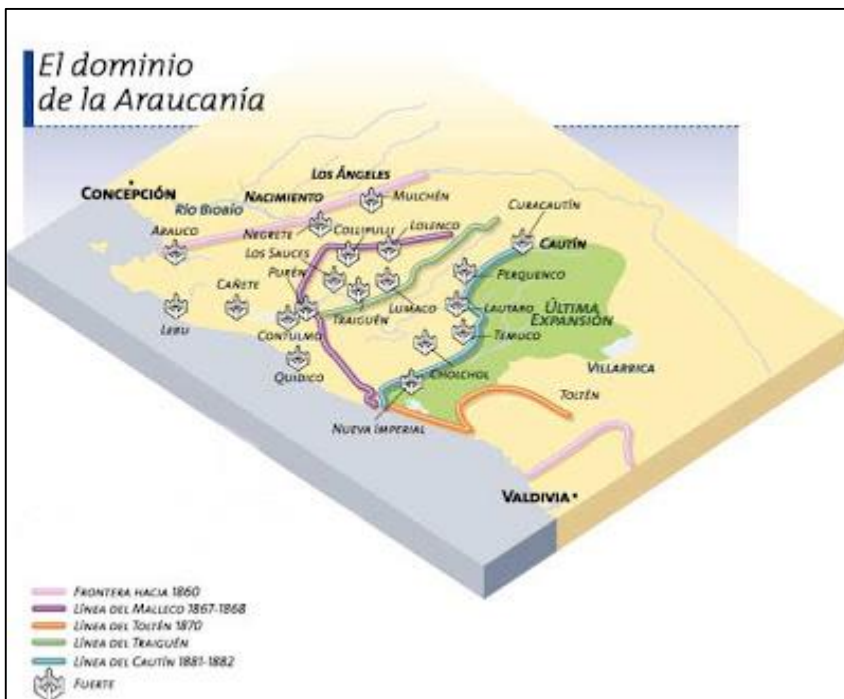 El dominio
de la Araucanía
CONCEPCIÓN
LOS ÁNGELES
NACIMIENTO
MULCHÉN
RÍO BIOBÍO
CURACAUTÍN
ARAUCO
NEGRETE
COLLIPULLI
LOLENCO
CAUTÍN
LOS SAUCES
PURÉN
PERQUENCO
CAÑETE
LUMACO
LAUTARO
ÚLTIMA
EXPANSIÓN
LEBU
TRAIGUÉN
CONTULMO
TEMUCO
VILLARRICA
QUIDICO
CHOLCHOL
TOLTÉN
NUEVA IMPERIAL
VALDIVIA
FRONTERA HACIA 1860
LÍNEA DEL MALLECO 1867-1868
LÍNEA DEL TOLTÉN 1870
LÍNEA DEL TRAIGUÉN
LÍNEA DEL CAUTÍN 1881-1882
FUERTE